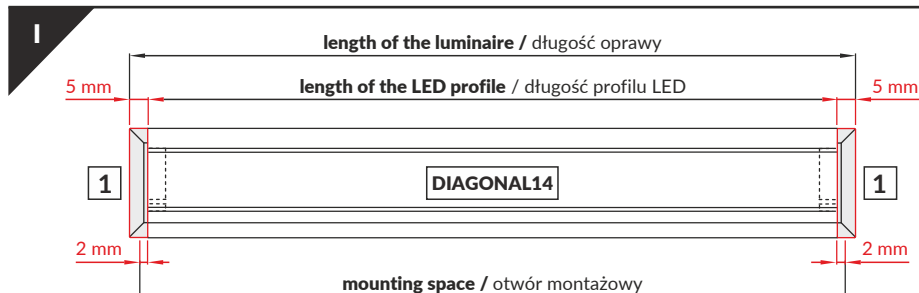 I
length of the luminaire / długość oprawy
5 mm length of the LED profile / długość profilu LED 5 mm
1 DIAGONAL14 1
2 mm 2 mm
mounting space / otwór montażowy